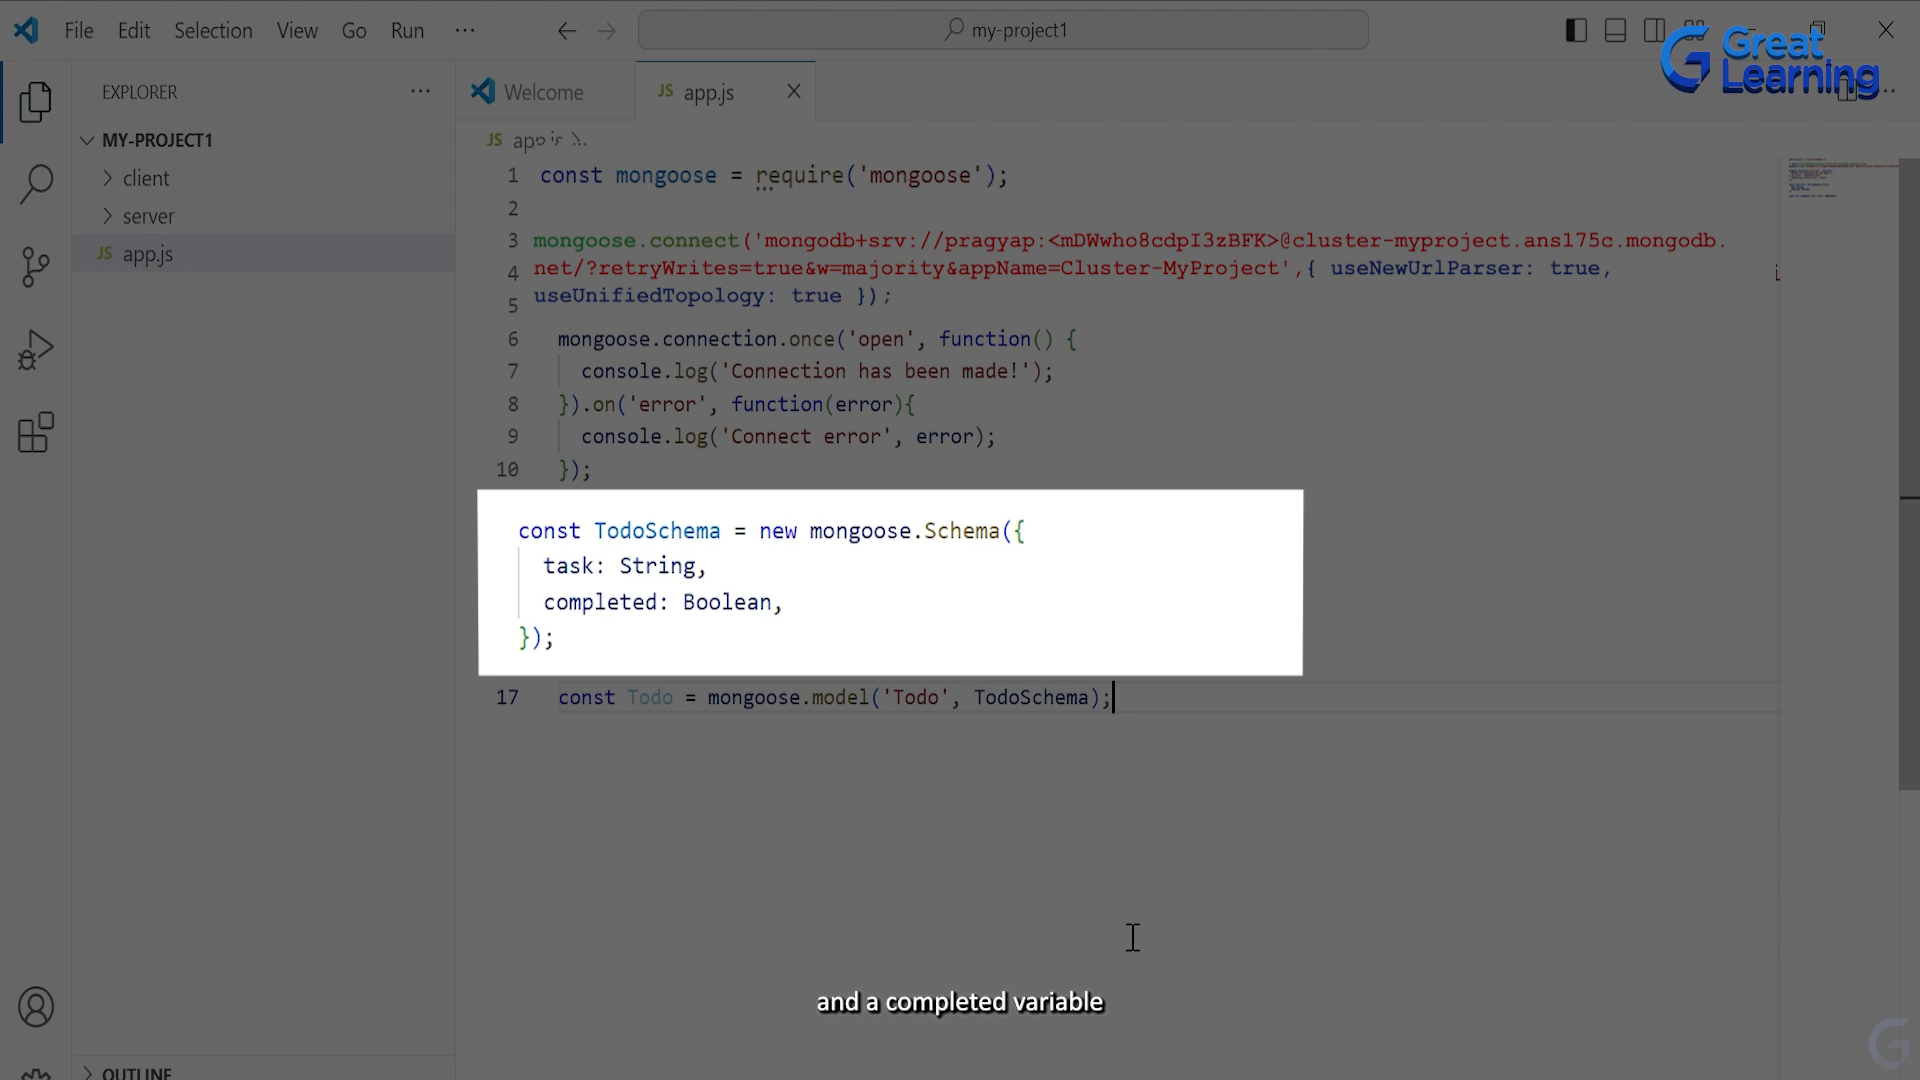 File Edit Selection View Go Run ...
my-project1
Great
Learning
EXPLORER
Welcome
JS app.js
MY-PROJECT1
client
server
JS app.js
JS app.js
1 const mongoose = require('mongoose');
2
3 mongoose.connect('mongodb+srv://pragyap:<mDWwho8cdpI3zBFK>@cluster-myproject.ans175c.mongodb.
4 net/?retryWrites=true&w=majority&appName=Cluster-MyProject',{ useNewUrlParser: true,
5 useUnifiedTopology: true });
6 mongoose.connection.once('open', function() {
7 console.log('Connection has been made!');
8 }).on('error', function(error){
9 console.log('Connect error', error);
10 });
const TodoSchema = new mongoose.Schema({
task: String,
completed: Boolean,
});
17 const Todo = mongoose.model('Todo', TodoSchema);
and a completed variable
OUTLINE